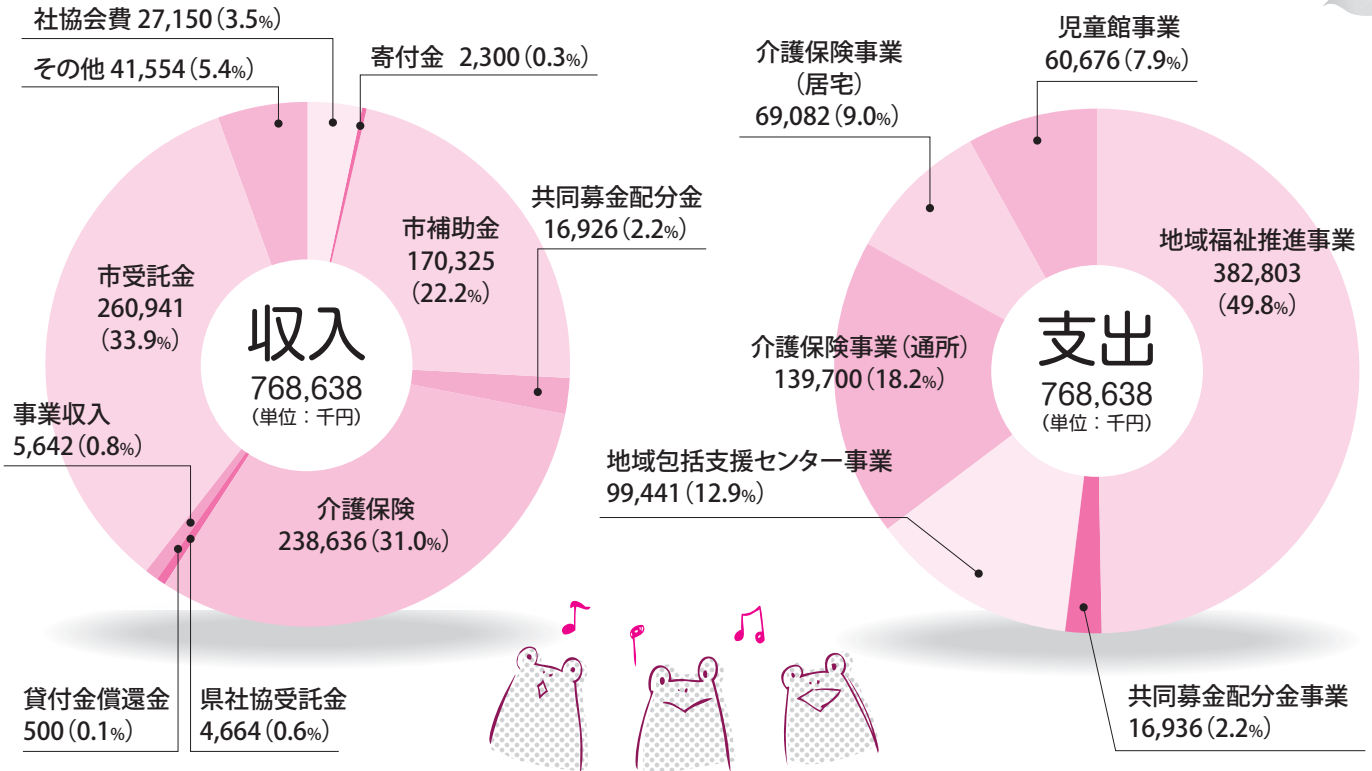 社協会費 27,150(3.5%)
その他 41,554(5.4%)
寄付金 2,300(0.3%)
共同募金配分金
16,926(2.2%)
市補助金
170,325
(22.2%)
市受託金
260,941
(33.9%)
収入
768,638
(単位:千円)
事業収入
5,642(0.8%)
介護保険
238,636(31.0%)
貸付金償還金
500(0.1%)
県社協受託金
4,664(0.6%)
児童館事業
60,676(7.9%)
介護保険事業
(居宅)
69,082(9.0%)
地域福祉推進事業
382,803
(49.8%)
支出
768,638
(単位:千円)
介護保険事業(通所)
139,700(18.2%)
地域包括支援センター事業
99,441(12.9%)
共同募金配分金事業
16,936(2.2%)